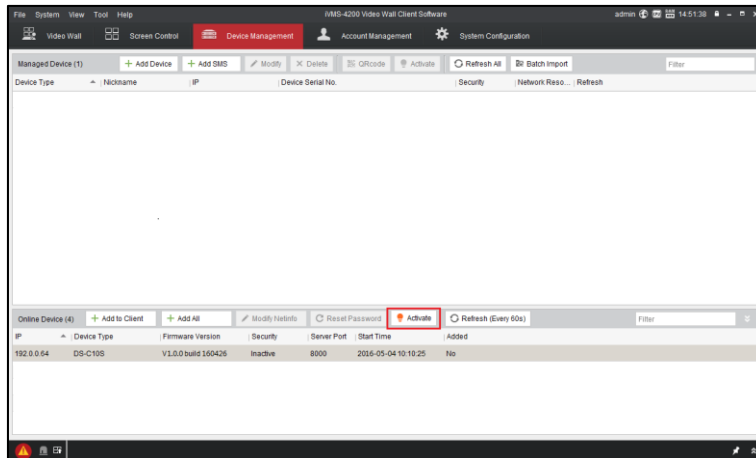 File System View Tool Help iVMS-4200 Video Wall Client Software admin 14:51:38
Video Wall Screen Control Device Management Account Management System Configuration
Managed Device (1) Add Device Add SMS Modify Delete QRcode Activate Refresh All Batch Import Filter
Device Type Nickname IP Device Serial No. Security Network Reso... Refresh
Online Device (4) Add to Client Add All Modify Netinfo Reset Password Activate Refresh (Every 60s) Filter
IP Device Type Firmware Version Security Server Port Start Time Added
192.0.0.64 DS-C10S V1.0.0 build 160426 Inactive 8000 2016-05-04 10:10:25 No